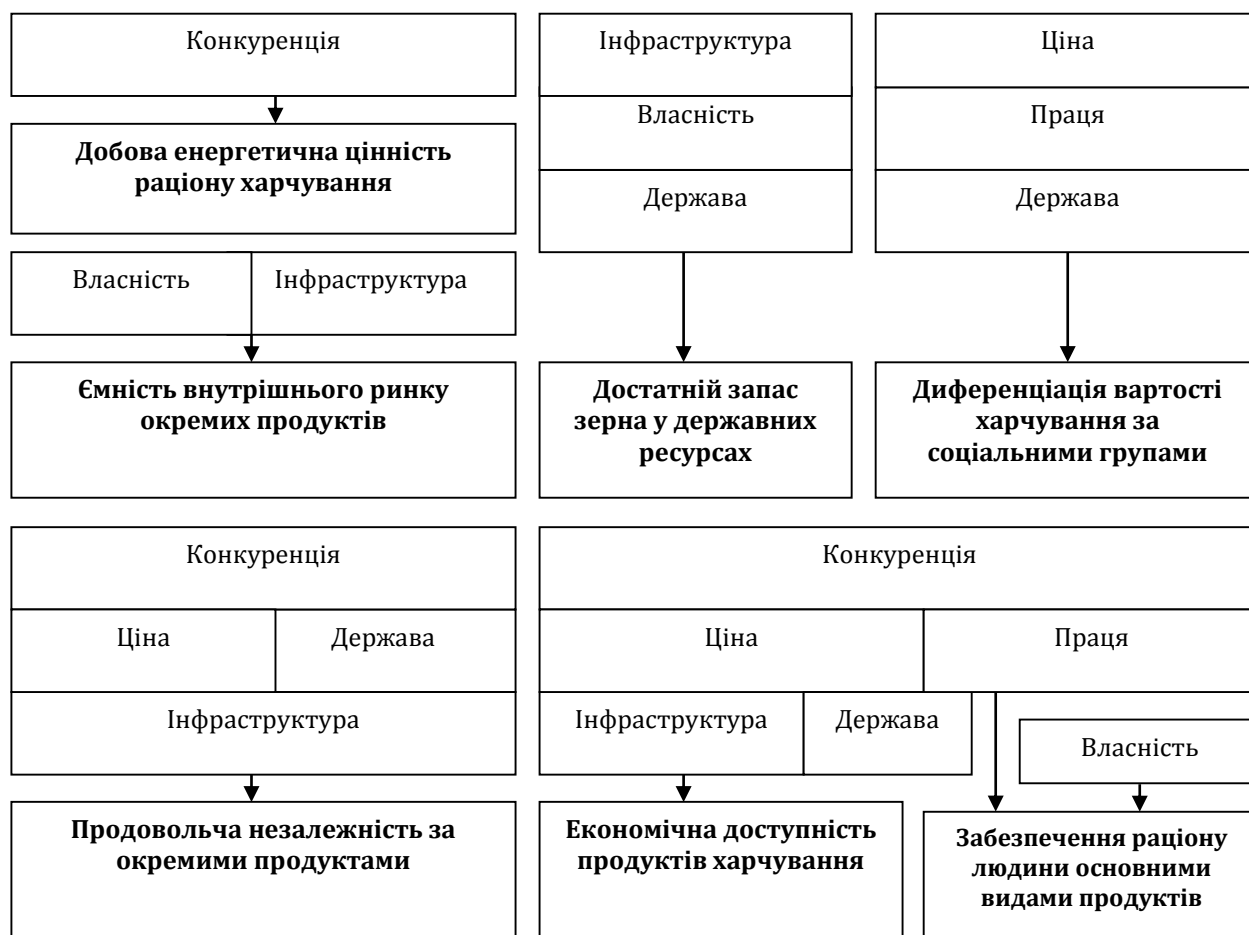 Конкуренція
Добова енергетична цінність
раціону харчування
Власність
Інфраструктура
Ємність внутрішнього ринку
окремих продуктів
Інфраструктура
Власність
Держава
Достатній запас
зерна у державних
ресурсах
Ціна
Праця
Держава
Диференціація вартості
харчування за
соціальними групами
Конкуренція
Ціна
Держава
Інфраструктура
Продовольча незалежність за
окремими продуктами
Конкуренція
Ціна
Праця
Інфраструктура
Держава
Власність
Економічна доступність
продуктів харчування
Забезпечення раціону
людини основними
видами продуктів